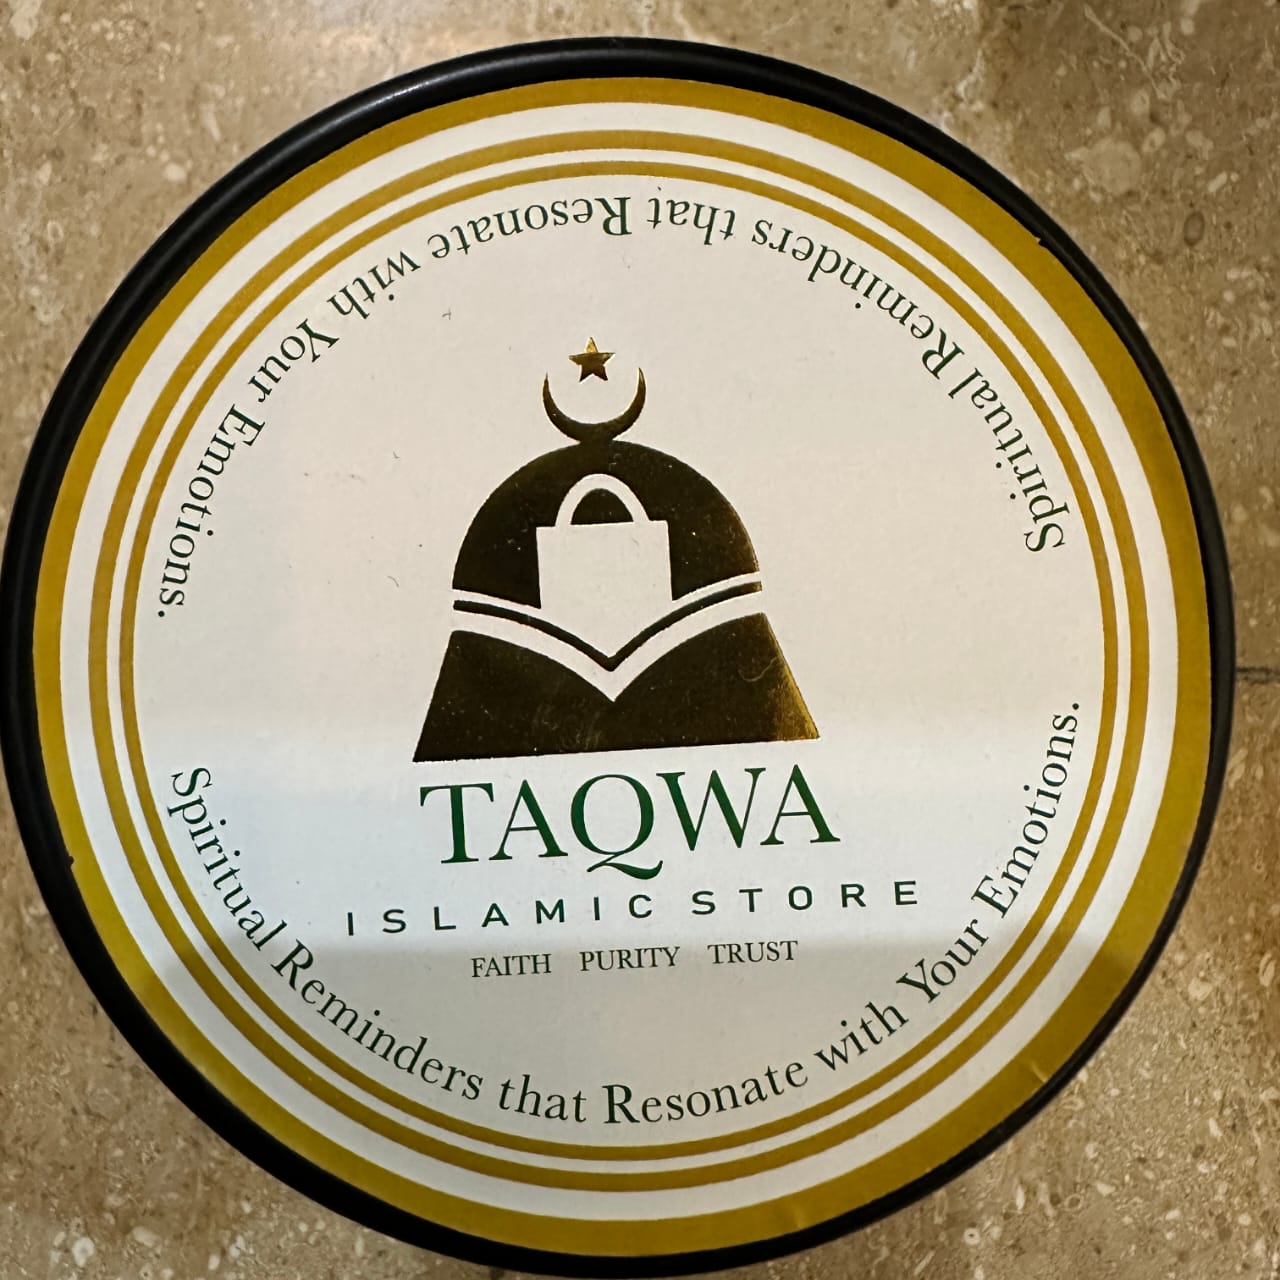 Spiritual Reminders that Resonate with Your Emotions.
TAQWA
ISLAMIC STORE
FAITH PURITY TRUST
Spiritual Reminders that Resonate with Your Emotions.